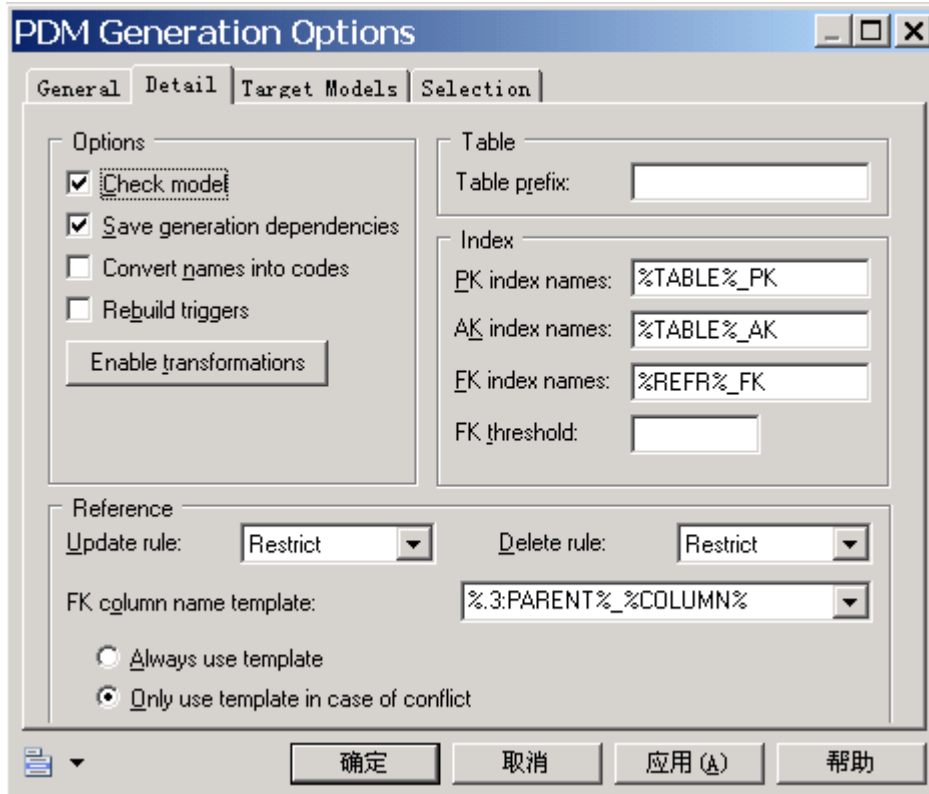 PDM Generation Options
General Detail Target Models Selection
Options
Check model
Save generation dependencies
Convert names into codes
Rebuild triggers
Enable transformations
Table
Table prefix:
Index
PK index names: %TABLE%_PK
AK index names: %TABLE%_AK
FK index names: %REFR%_FK
FK threshold:
Reference
Update rule: Restrict Delete rule: Restrict
FK column name template: %.3:PARENT%_%COLUMN%
Always use template
Only use template in case of conflict
确定 取消 应用(A) 帮助